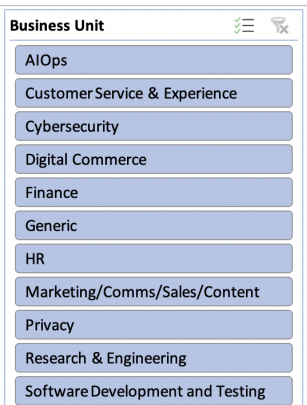 Business Unit
AIOps
Customer Service & Experience
Cybersecurity
Digital Commerce
Finance
Generic
HR
Marketing/Comms/Sales/Content
Privacy
Research & Engineering
Software Development and Testing